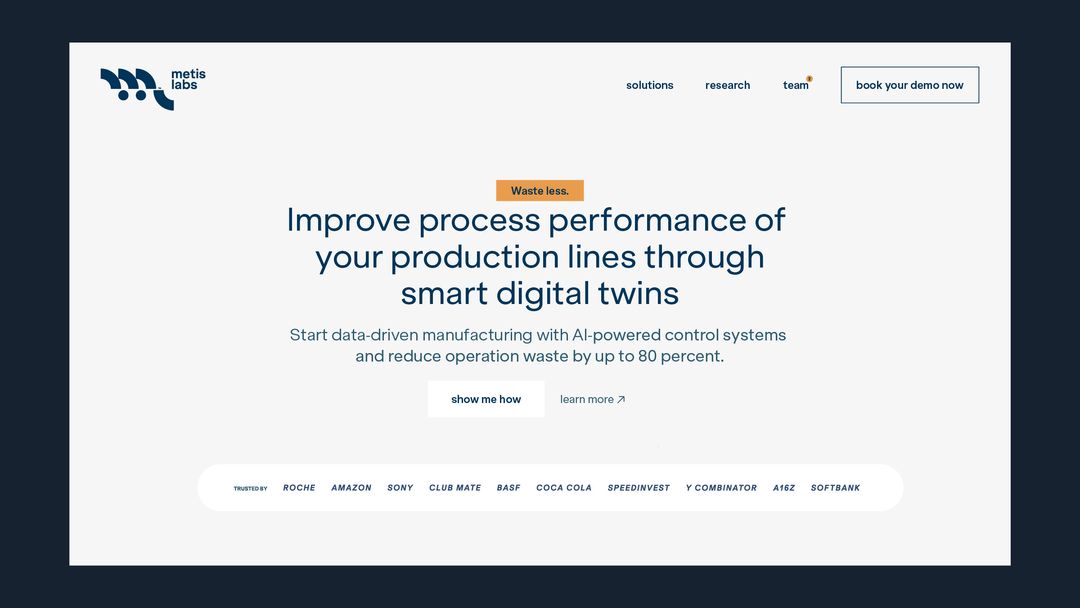 metis
labs
solutions
research
team
book your demo now
Waste less.
Improve process performance of
your production lines through
smart digital twins
Start data-driven manufacturing with AI-powered control systems
and reduce operation waste by up to 80 percent.
show me how
learn more ↗
TRUSTED BY ROCHE AMAZON SONY CLUB MATE BASF COCA COLA SPEEDINVEST Y COMBINATOR A16Z SOFTBANK